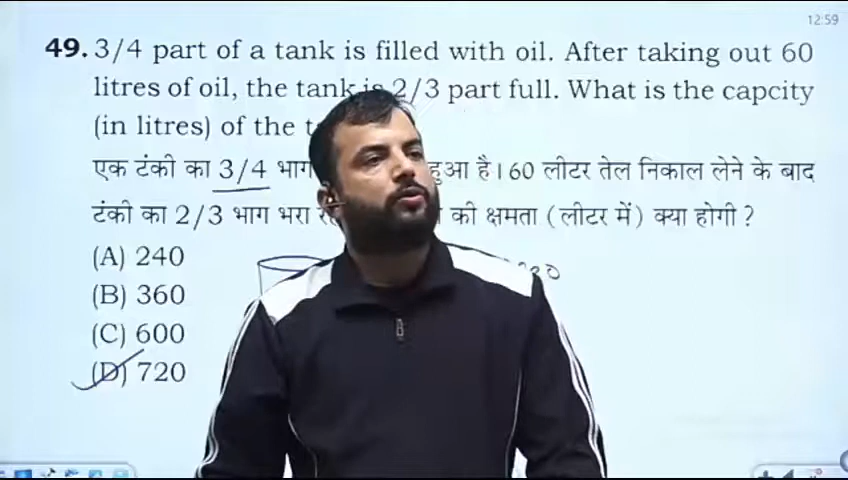 12:59
49. 3/4 part of a tank is filled with oil. After taking out 60
litres of oil, the tank is 2/3 part full. What is the capcity
(in litres) of the
एक टंकी का 3/4 भाग हुआ है। 60 लीटर तेल निकाल लेने के बाद
टंकी का 2/3 भाग भरा की क्षमता (लीटर में) क्या होगी ?
(A) 240
(B) 360
(C) 600
(D) 720